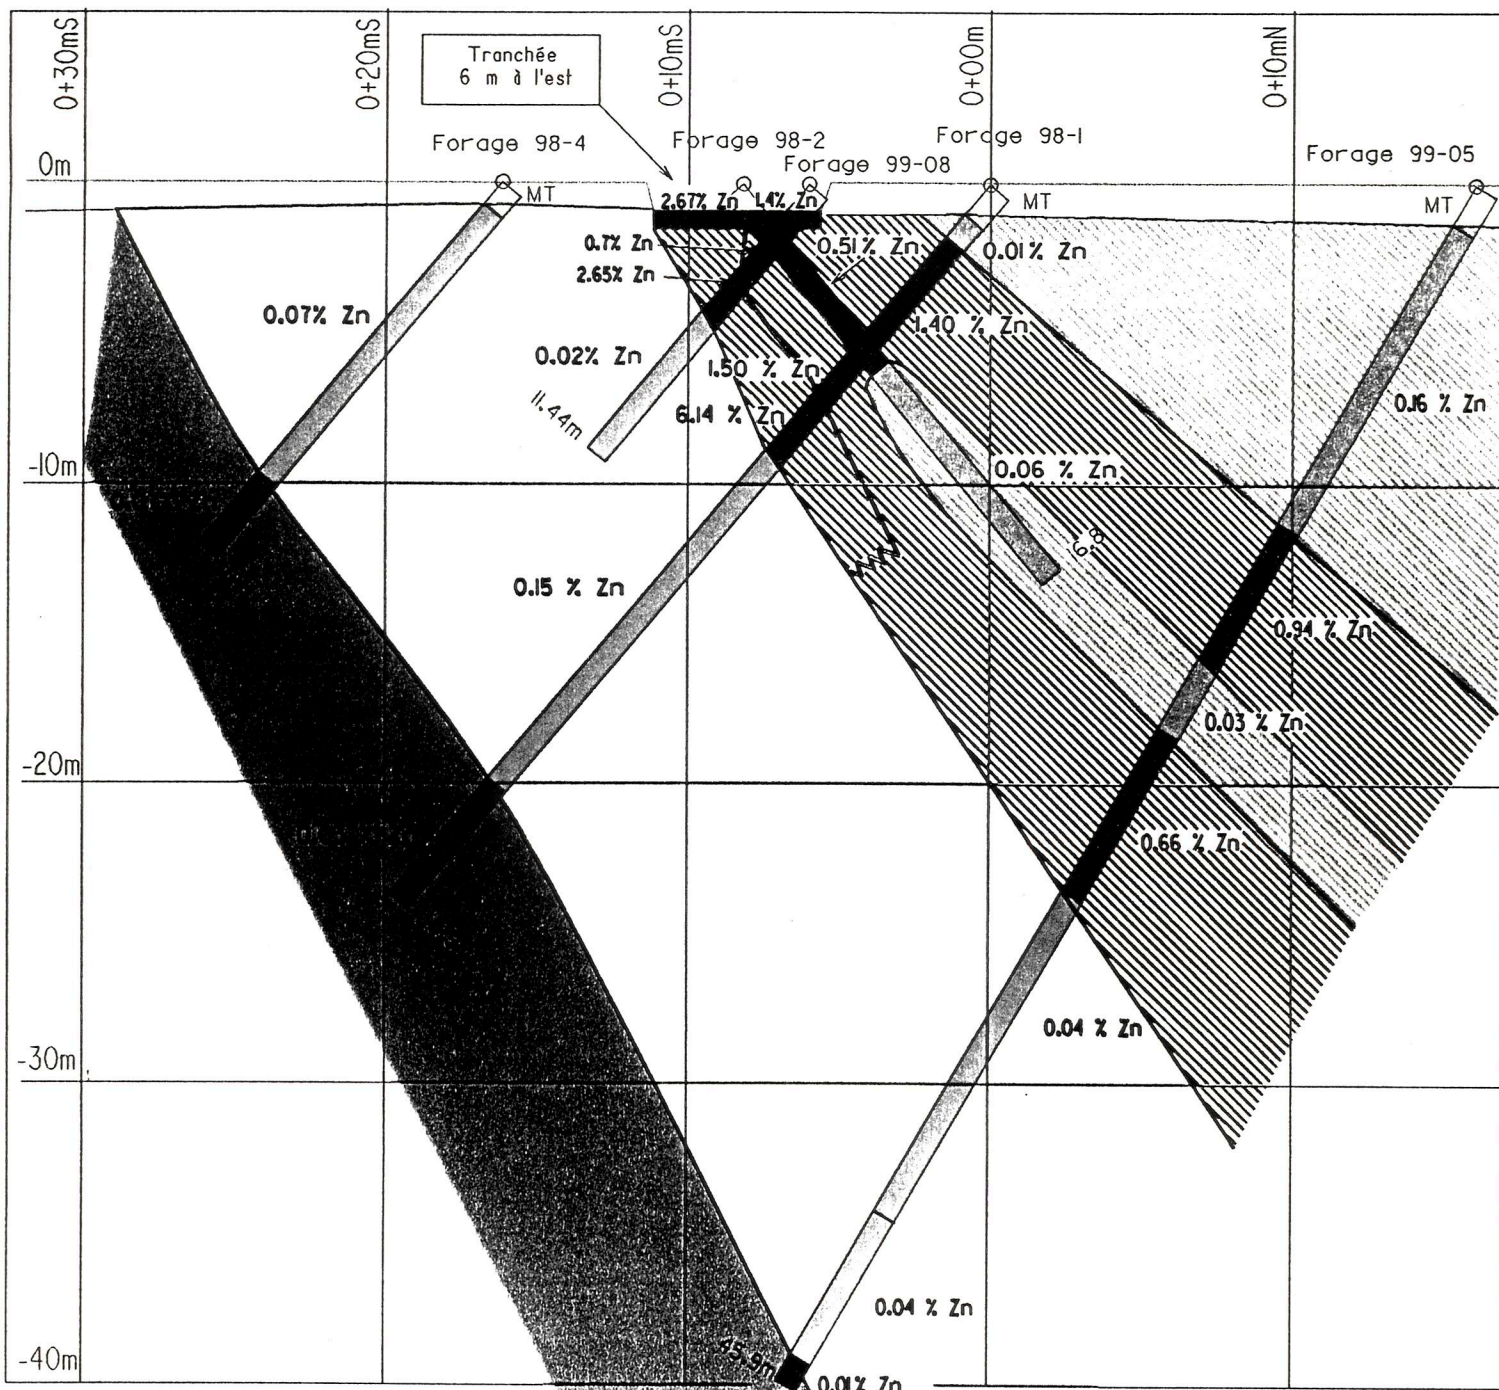 0+30mS
0+20mS
0+10mS
0+00m
0+10mN
Tranchée
6 m à l'est
Forage 98-4
Forage 98-2
Forage 99-08
Forage 98-1
Forage 99-05
0m
MT
MT
MT
2.67% Zn
1.4% Zn
0.7% Zn
0.51% Zn
0.01% Zn
2.65% Zn
0.07% Zn
1.40 % Zn
0.02% Zn
1.50 % Zn
11.44m
6.14 % Zn
0.16 % Zn
-10m
0.06 % Zn
0.15 % Zn
0.94 % Zn
0.03 % Zn
-20m
0.66 % Zn
0.04 % Zn
-30m
0.04 % Zn
-40m
45.9m
0.01% Zn